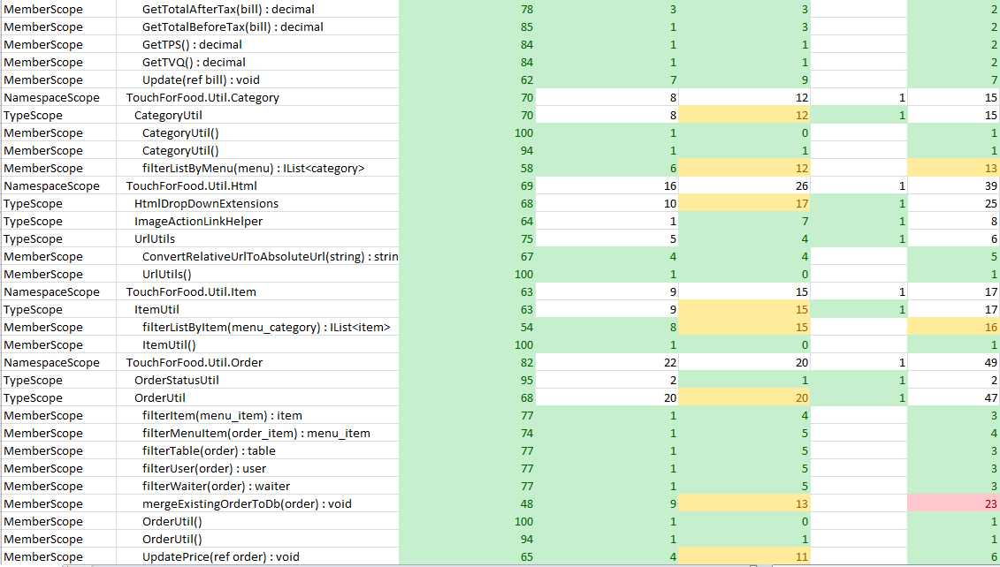 MemberScope GetTotalAfterTax(bill) : decimal 78 3 3 2
MemberScope GetTotalBeforeTax(bill) : decimal 85 1 3 2
MemberScope GetTPS() : decimal 84 1 1 2
MemberScope GetTVQ() : decimal 84 1 1 2
MemberScope Update(ref bill) : void 62 7 9 7
NamespaceScope TouchForFood.Util.Category 70 8 12 1 15
TypeScope CategoryUtil 70 8 12 1 15
MemberScope CategoryUtil() 100 1 0 1
MemberScope CategoryUtil() 94 1 1 1
MemberScope filterListByMenu(menu) : IList<category> 58 6 12 13
NamespaceScope TouchForFood.Util.Html 69 16 26 1 39
TypeScope HtmlDropDownExtensions 68 10 17 1 25
TypeScope ImageActionLinkHelper 64 1 7 1 8
TypeScope UrlUtils 75 5 4 1 6
MemberScope ConvertRelativeUrlToAbsoluteUrl(string) : strin 67 4 4 5
MemberScope UrlUtils() 100 1 0 1
NamespaceScope TouchForFood.Util.Item 63 9 15 1 17
TypeScope ItemUtil 63 9 15 1 17
MemberScope filterListByItem(menu_category) : IList<item> 54 8 15 16
MemberScope ItemUtil() 100 1 0 1
NamespaceScope TouchForFood.Util.Order 82 22 20 1 49
TypeScope OrderStatusUtil 95 2 1 1 2
TypeScope OrderUtil 68 20 20 1 47
MemberScope filterItem(menu_item) : item 77 1 4 3
MemberScope filterMenuItem(order_item) : menu_item 74 1 5 4
MemberScope filterTable(order) : table 77 1 5 3
MemberScope filterUser(order) : user 77 1 5 3
MemberScope filterWaiter(order) : waiter 77 1 5 3
MemberScope mergeExistingOrderToDb(order) : void 48 9 13 23
MemberScope OrderUtil() 100 1 0 1
MemberScope OrderUtil() 94 1 1 1
MemberScope UpdatePrice(ref order) : void 65 4 11 6